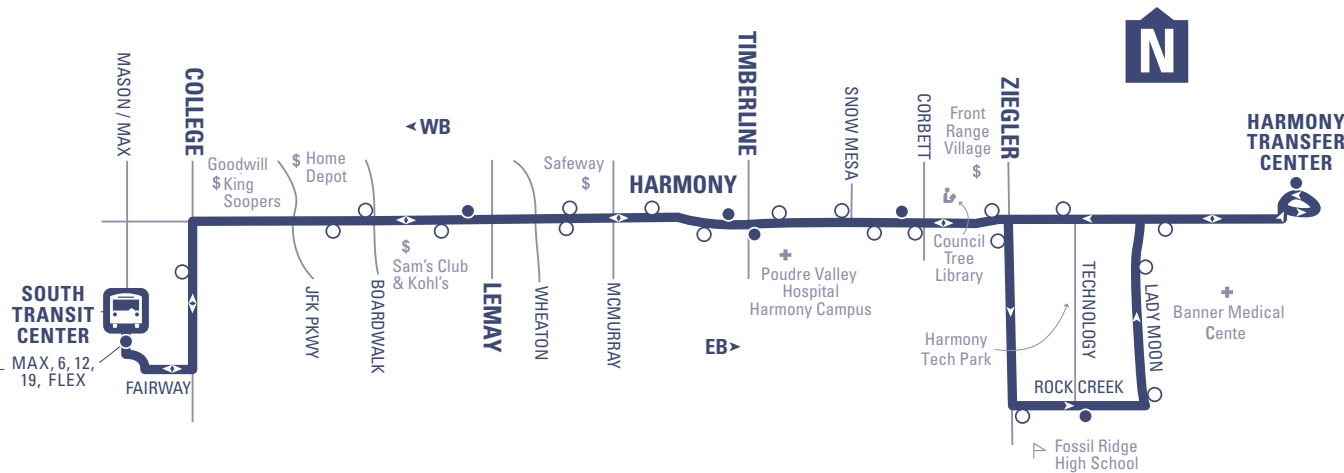 N
MASON / MAX
COLLEGE
WB
TIMBERLINE
SNOW MESA
CORBETT
Front
Range
Village
$
ZIEGLER
HARMONY
TRANSFER
CENTER
Goodwill
$ King
Soopers
$ Home
Depot
Safeway
$
HARMONY
$
Sam's Club
& Kohl's
Council
Tree
Library
Poudre Valley
Hospital
Harmony Campus
JFK PKWY
BOARDWALK
LEMAY
WHEATON
MCMURRAY
EB
TECHNOLOGY
LADY MOON
Banner Medical
Cente
Harmony
Tech Park
SOUTH
TRANSIT
CENTER
MAX, 6, 12,
19, FLEX
FAIRWAY
ROCK CREEK
Fossil Ridge
High School